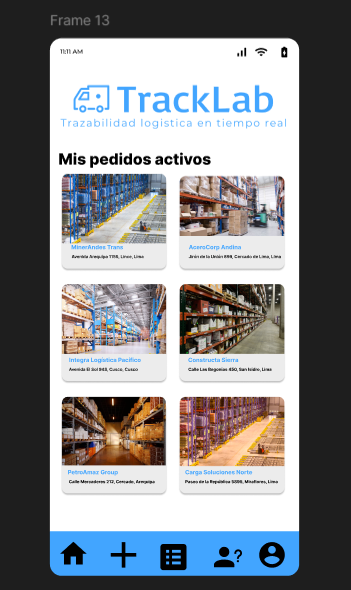 Frame 13
11:11 AM
TrackLab
Trazabilidad logística en tiempo real
Mis pedidos activos
MinerAndes Trans
Avenida Arequipa 1155, Lince, Lima
AceroCorp Andina
Jirón de la Unión 899, Cercado de Lima, Lima
Integra Logística Pacífico
Avenida El Sol 948, Cusco, Cusco
Constructa Sierra
Calle Las Begonias 450, San Isidro, Lima
PetroAmaz Group
Calle Mercaderes 212, Cercado, Arequipa
Carga Soluciones Norte
Paseo de la República 5895, Miraflores, Lima